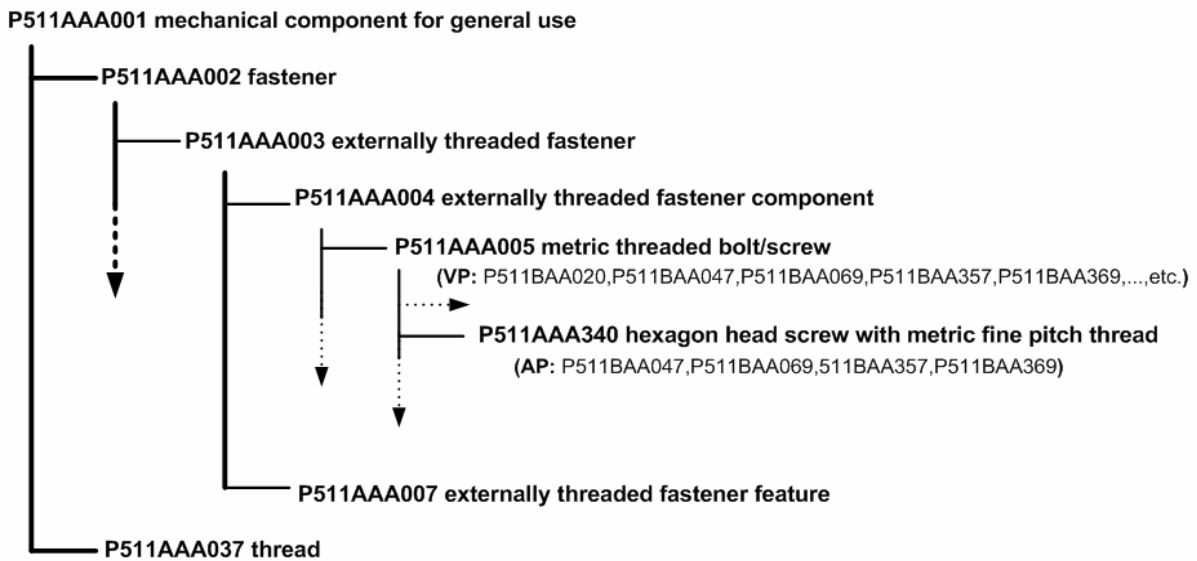 P511AAA001 mechanical component for general use
P511AAA002 fastener
P511AAA003 externally threaded fastener
P511AAA004 externally threaded fastener component
P511AAA005 metric threaded bolt/screw
(VP: P511BAA020,P511BAA047,P511BAA069,P511BAA357,P511BAA369,...,etc.)
P511AAA340 hexagon head screw with metric fine pitch thread
(AP: P511BAA047,P511BAA069,511BAA357,P511BAA369)
P511AAA007 externally threaded fastener feature
P511AAA037 thread